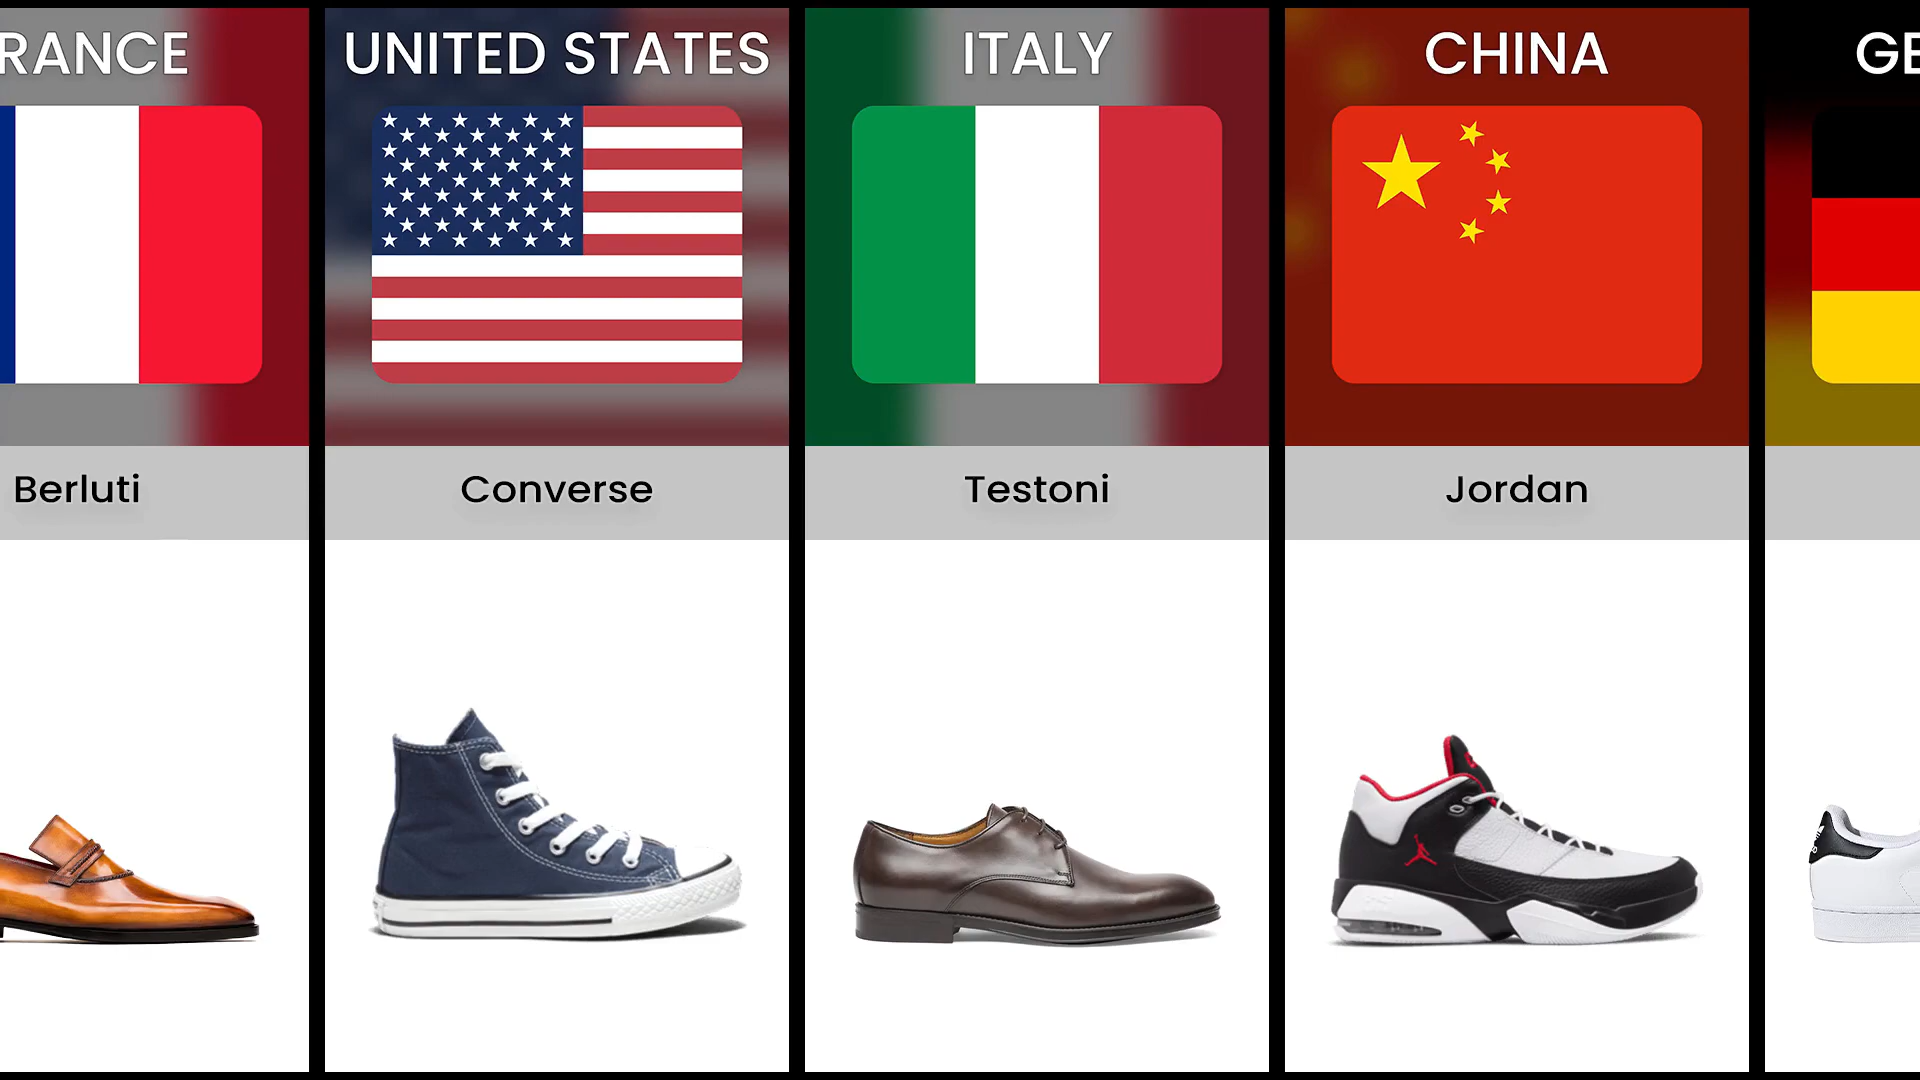 RANCE
UNITED STATES
ITALY
CHINA
GE
Berluti
Converse
Testoni
Jordan